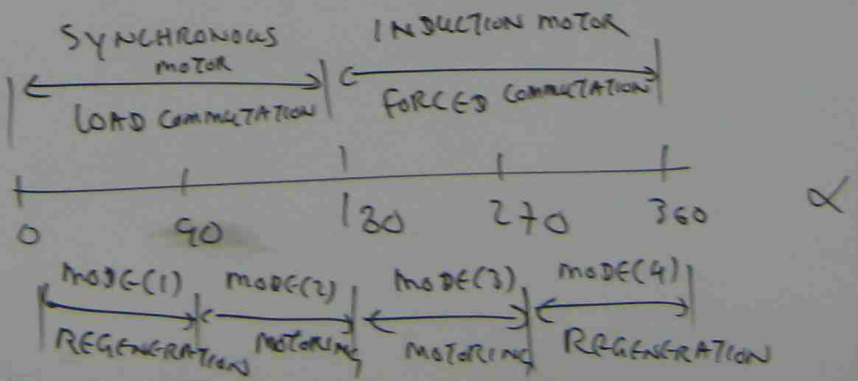 SYNCHRONOUS
MOTOR
LOAD COMMUTATION
INDUCTION MOTOR
FORCED COMMUTATION
0 90 180 270 360 α
MODE(1) MODE(2) MODE(3) MODE(4)
REGENERATION MOTORING MOTORING REGENERATION